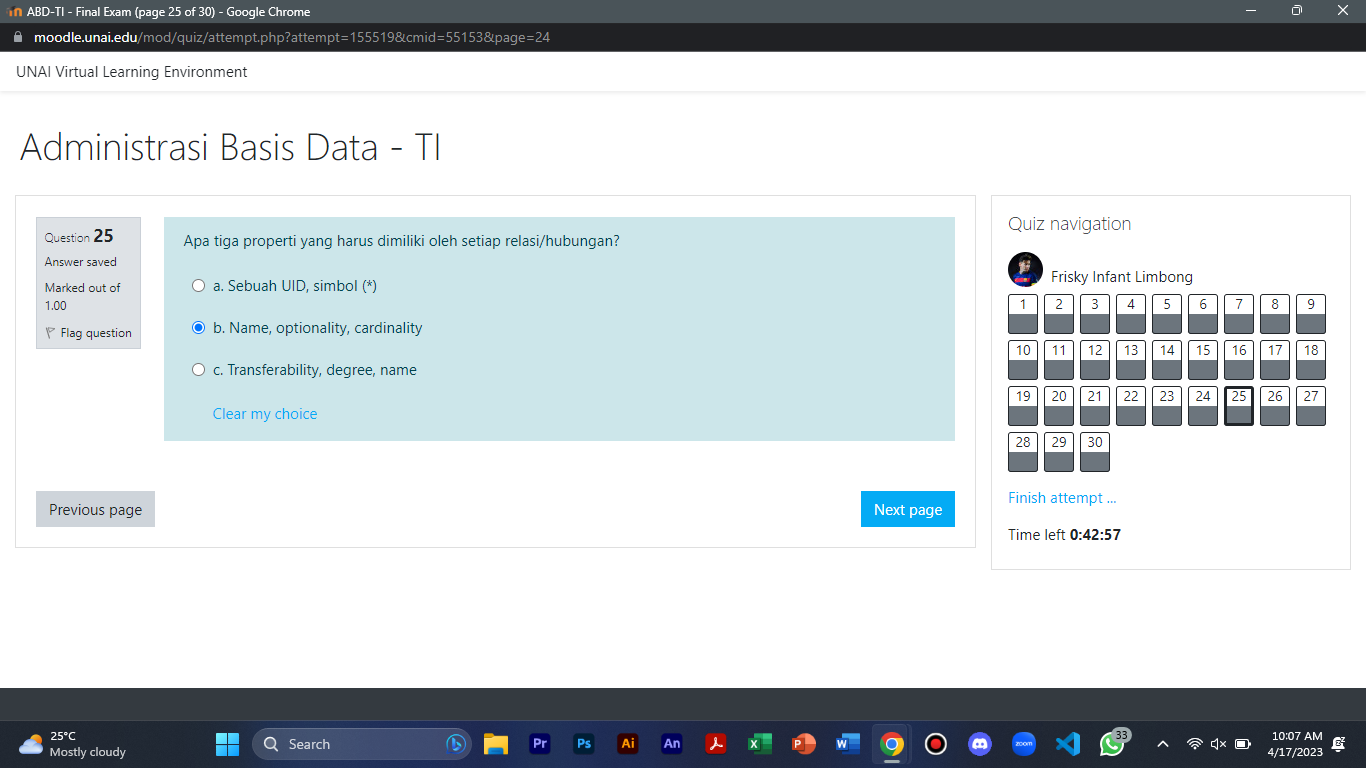 ABD-TI - Final Exam (page 25 of 30) - Google Chrome
moodle.unai.edu/mod/quiz/attempt.php?attempt=155519&cmid=55153&page=24
UNAI Virtual Learning Environment
Administrasi Basis Data - TI
Question 25
Answer saved
Marked out of
1.00
Flag question
Apa tiga properti yang harus dimiliki oleh setiap relasi/hubungan?
a. Sebuah UID, simbol (*)
b. Name, optionality, cardinality
c. Transferability, degree, name
Clear my choice
Previous page
Next page
Quiz navigation
Frisky Infant Limbong
1 2 3 4 5 6 7 8 9
10 11 12 13 14 15 16 17 18
19 20 21 22 23 24 25 26 27
28 29 30
Finish attempt ...
Time left 0:42:57
25°C
Mostly cloudy
Search
Pr
Ps
Ai
An
zoom
33
10:07 AM
4/17/2023